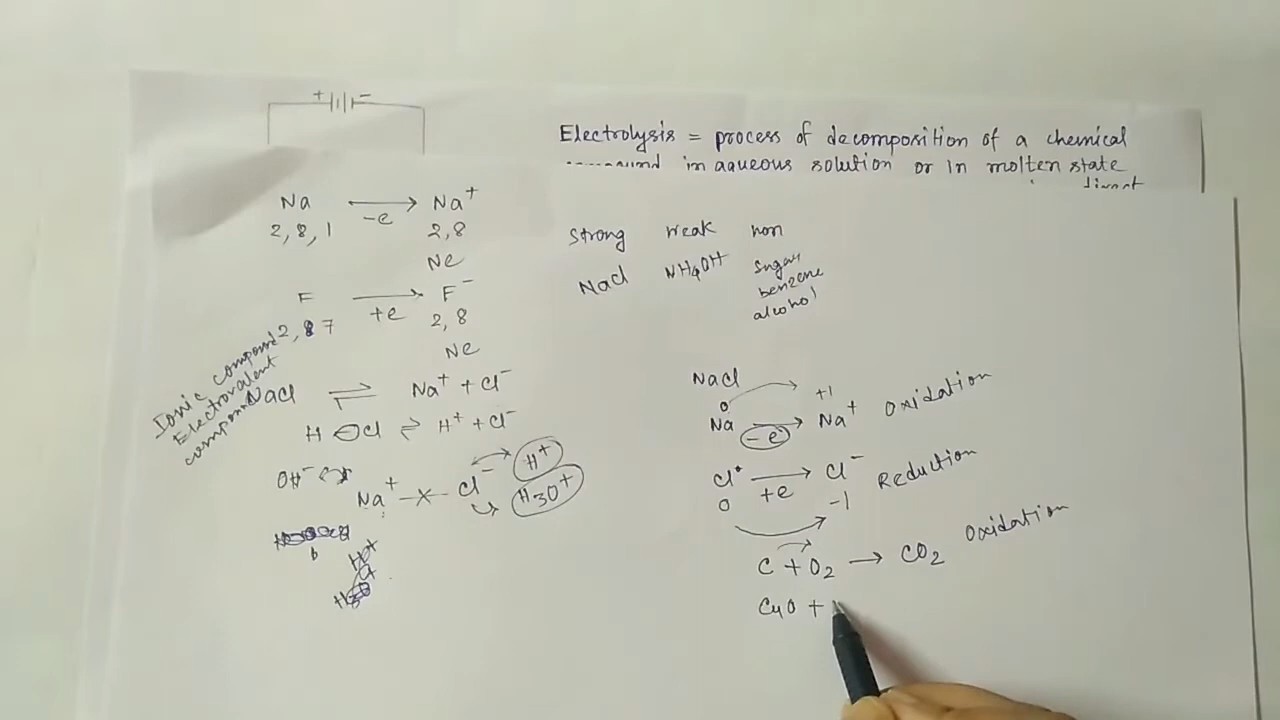 + −
Electrolysis = process of decomposition of a chemical
in aqueous solution or in molten state
direct
Na ⟶ Na⁺
−e
2, 8, 1 2, 8
Ne
F ⟶ F⁻
+e
2, 8 7 2, 8
Ne
Ionic compound
Electrovalent
compound
NaCl ⇌ Na⁺ + Cl⁻
H Cl ⇌ H⁺ + Cl⁻
OH⁻
Na⁺ —×— Cl⁻ H⁺
H₃O⁺
H⁺
Strong weak non
NaCl NH₄OH Sugar
benzene
alcohol
NaCl
0 +1
Na ⟶ Na⁺ Oxidation
−e
Cl• ⟶ Cl⁻ Reduction
+e
0 −1
C + O₂ ⟶ CO₂ Oxidation
CuO +